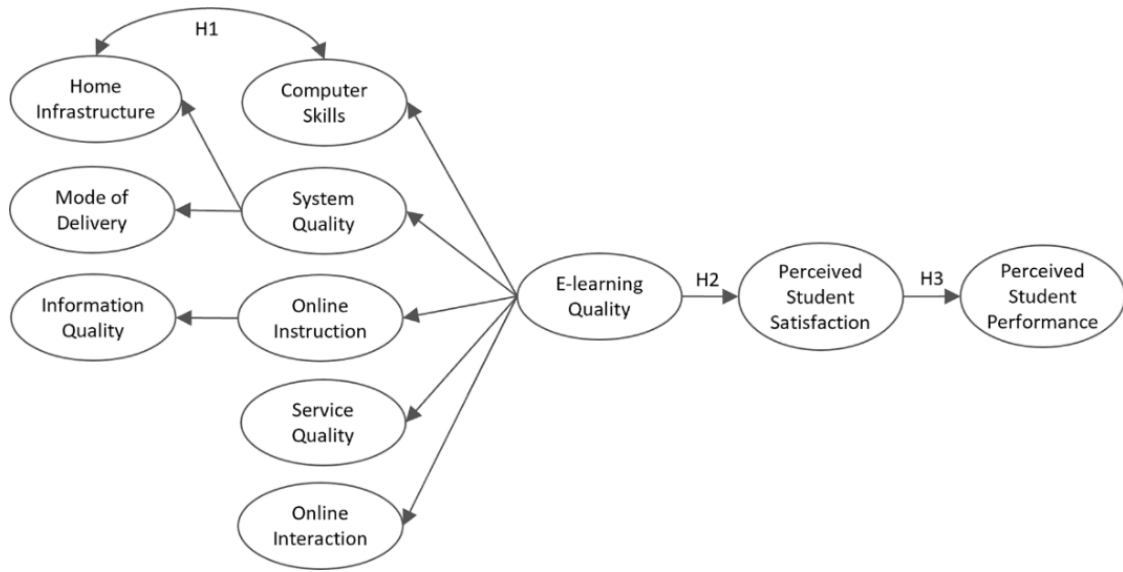 H1
Home
Infrastructure
Computer
Skills
Mode of
Delivery
System
Quality
Information
Quality
Online
Instruction
E-learning
Quality
H2
Perceived
Student
Satisfaction
H3
Perceived
Student
Performance
Service
Quality
Online
Interaction